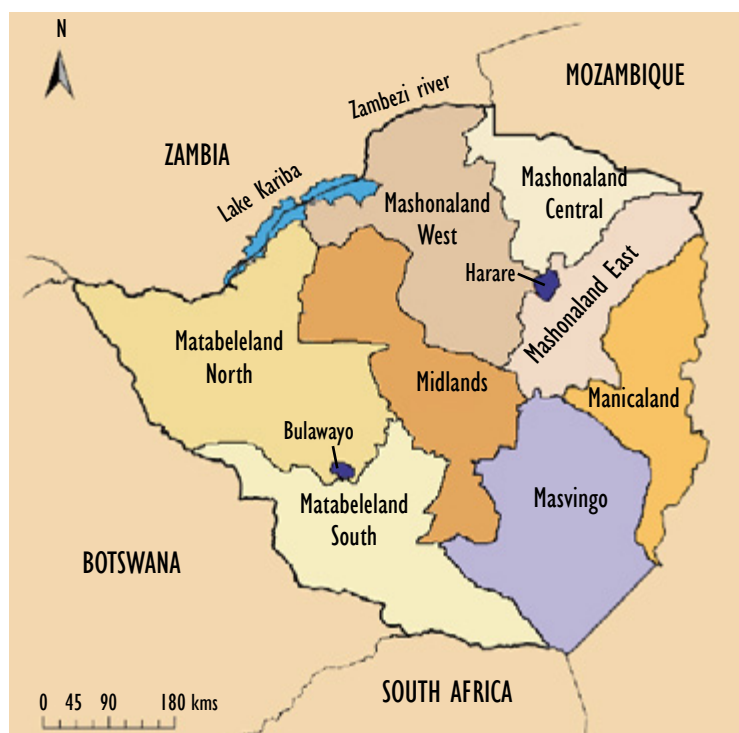 N
MOZAMBIQUE
Zambezi river
ZAMBIA
Lake Kariba
Mashonaland
Central
Mashonaland
West
Harare
Mashonaland East
Matabeleland
North
Midlands
Manicaland
Bulawayo
Matabeleland
South
Masvingo
BOTSWANA
SOUTH AFRICA
0 45 90 180 kms